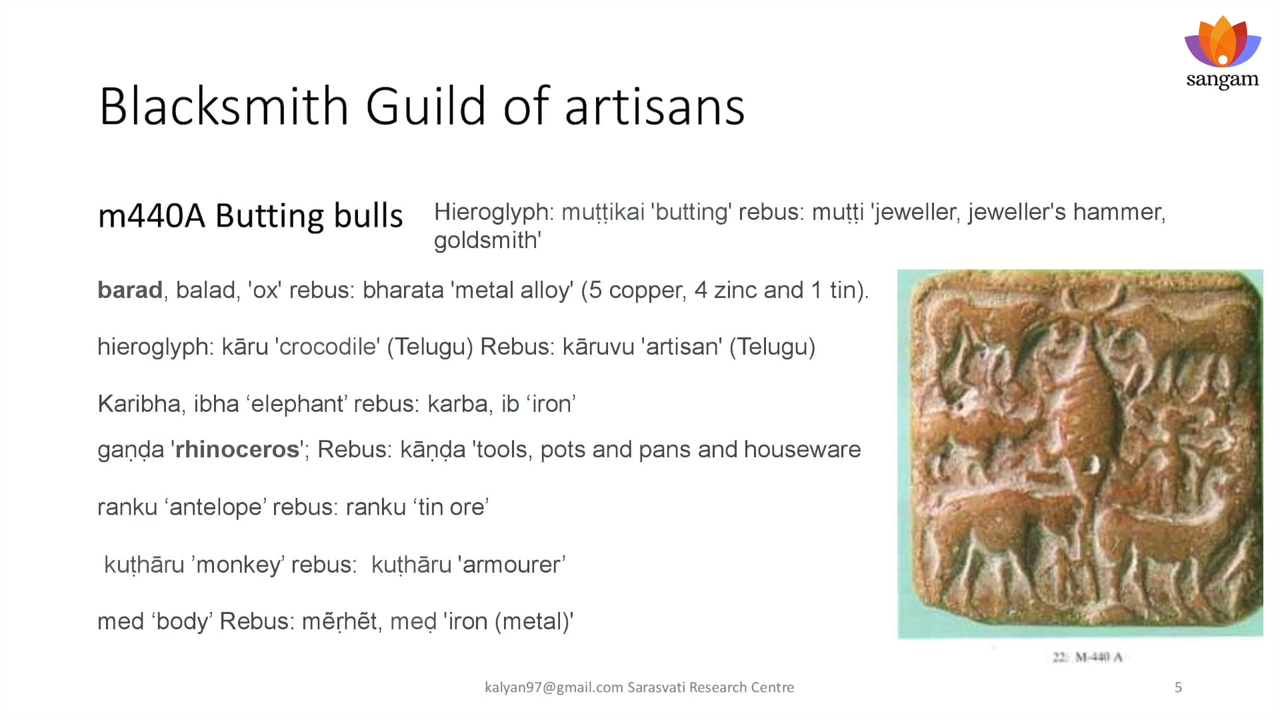 sangam
Blacksmith Guild of artisans
m440A Butting bulls
Hieroglyph: muṭṭikai 'butting' rebus: muṭṭi 'jeweller, jeweller's hammer,
goldsmith'
barad, balad, 'ox' rebus: bharata 'metal alloy' (5 copper, 4 zinc and 1 tin).
hieroglyph: kāru 'crocodile' (Telugu) Rebus: kāruvu 'artisan' (Telugu)
Karibha, ibha ‘elephant’ rebus: karba, ib ‘iron’
gaṇḍa 'rhinoceros'; Rebus: kāṇḍa 'tools, pots and pans and houseware
ranku ‘antelope’ rebus: ranku ‘tin ore’
kuṭhāru ’monkey’ rebus: kuṭhāru 'armourer’
med ‘body’ Rebus: mẽṛhẽt, meḍ 'iron (metal)'
22: M-440 A
kalyan97@gmail.com Sarasvati Research Centre
5